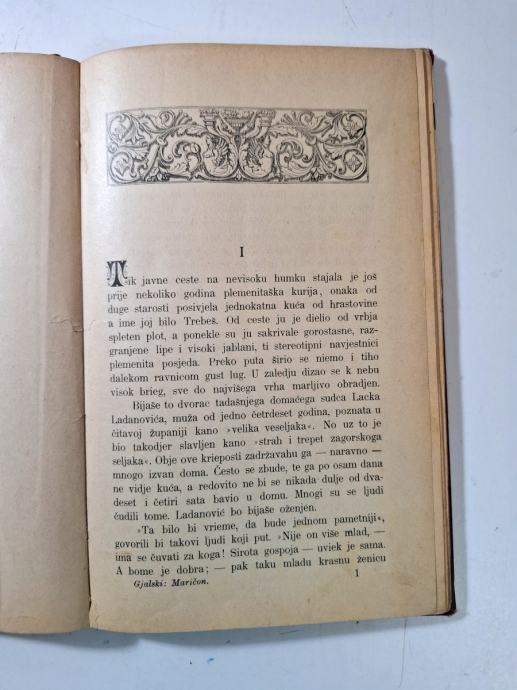 I
Tik javne ceste na nevisoku humku stajala je još
prije nekoliko godina plemenitaška kurija, onaka od
duge starosti posivjela jednokatna kuća od hrastovine
a ime joj bilo Trebeš. Od ceste ju je dielio od vrbja
spleten plot, a ponekle su ju sakrivale gorostasne, raz-
granjene lipe i visoki jablani, ti stereotipni navjestnici
plemenita posjeda. Preko puta širio se niemo i tiho
dalekom ravnicom gust lug. U zaledju dizao se k nebu
visok brieg, sve do najvišega vrha marljivo obradjen.
Bijaše to dvorac tadašnjega domaćega sudca Lacka
Ladanovića, muža od jedno četrdeset godina, poznata u
čitavoj županiji kano »velika veseljaka«. No uz to je
bio takodjer slavljen kano »strah i trepet zagorskoga
seljaka«. Obje ove krieposti zadržavahu ga — naravno —
mnogo izvan doma. Često se zbude, te ga po osam dana
ne vidje kuća, a redovito ne bi se nikada dulje od dva-
deset i četiri sata bavio u domu. Mnogi su se ljudi
čudili tome. Ladanović bo bijaše oženjen.
»Ta bilo bi vrieme, da bude jednom pametniji«,
govorili bi takovi ljudi koji put. »Nije on više mlad, —
ima se čuvati za koga! Sirota gospoja — uviek je sama.
A bome je dobra; — pak taku mladu krasnu ženicu
Gjalski: Maričon.
1